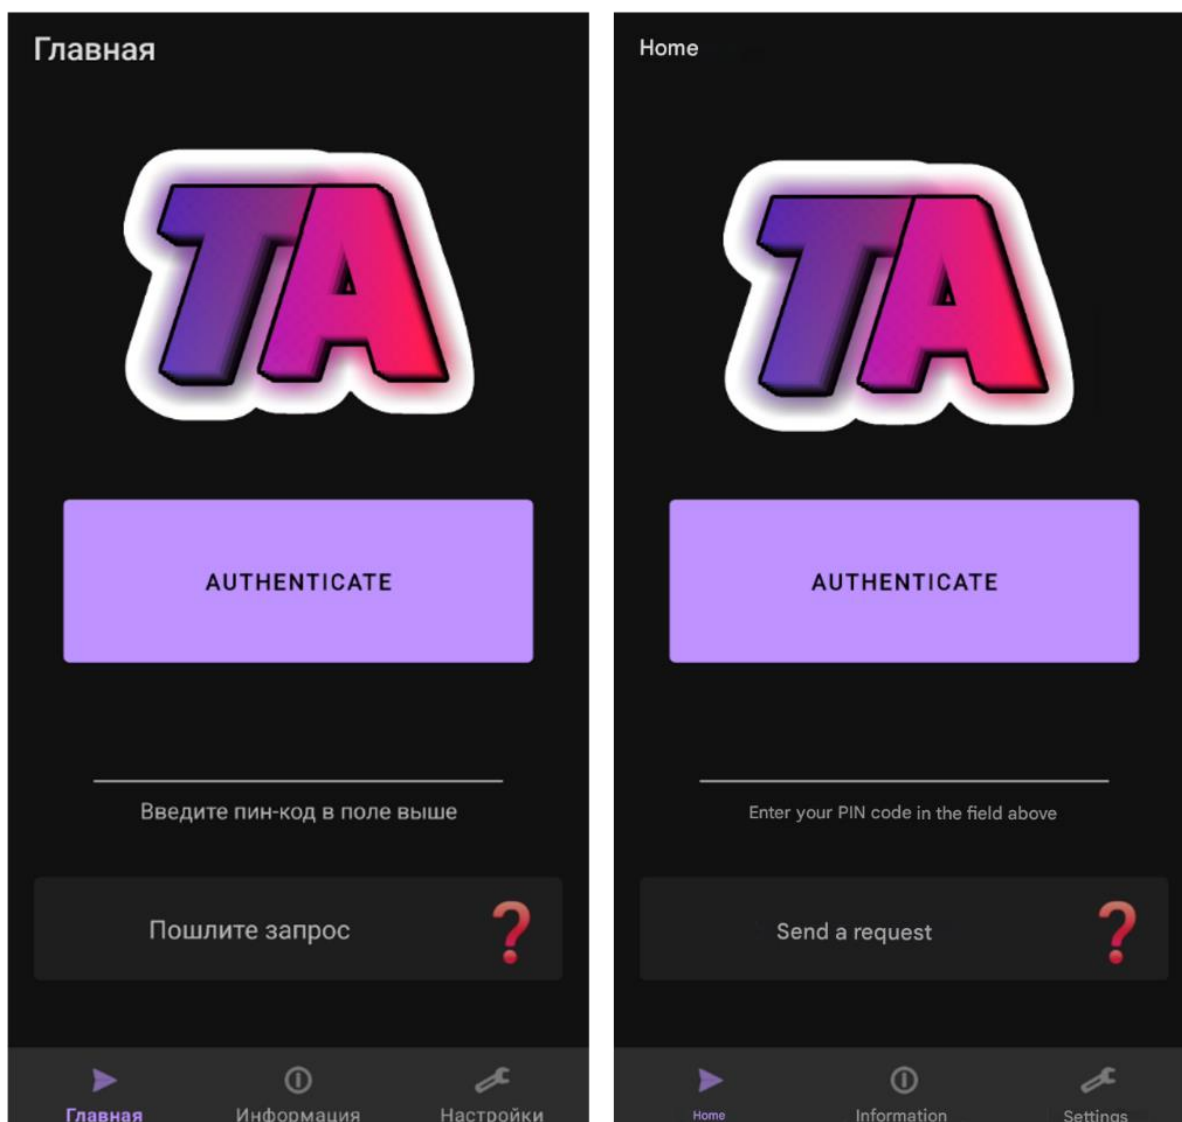 Главная
TA
AUTHENTICATE
Введите пин-код в поле выше
Пошлите запрос
Главная Информация Настройки
Home
TA
AUTHENTICATE
Enter your PIN code in the field above
Send a request
Home Information Settings